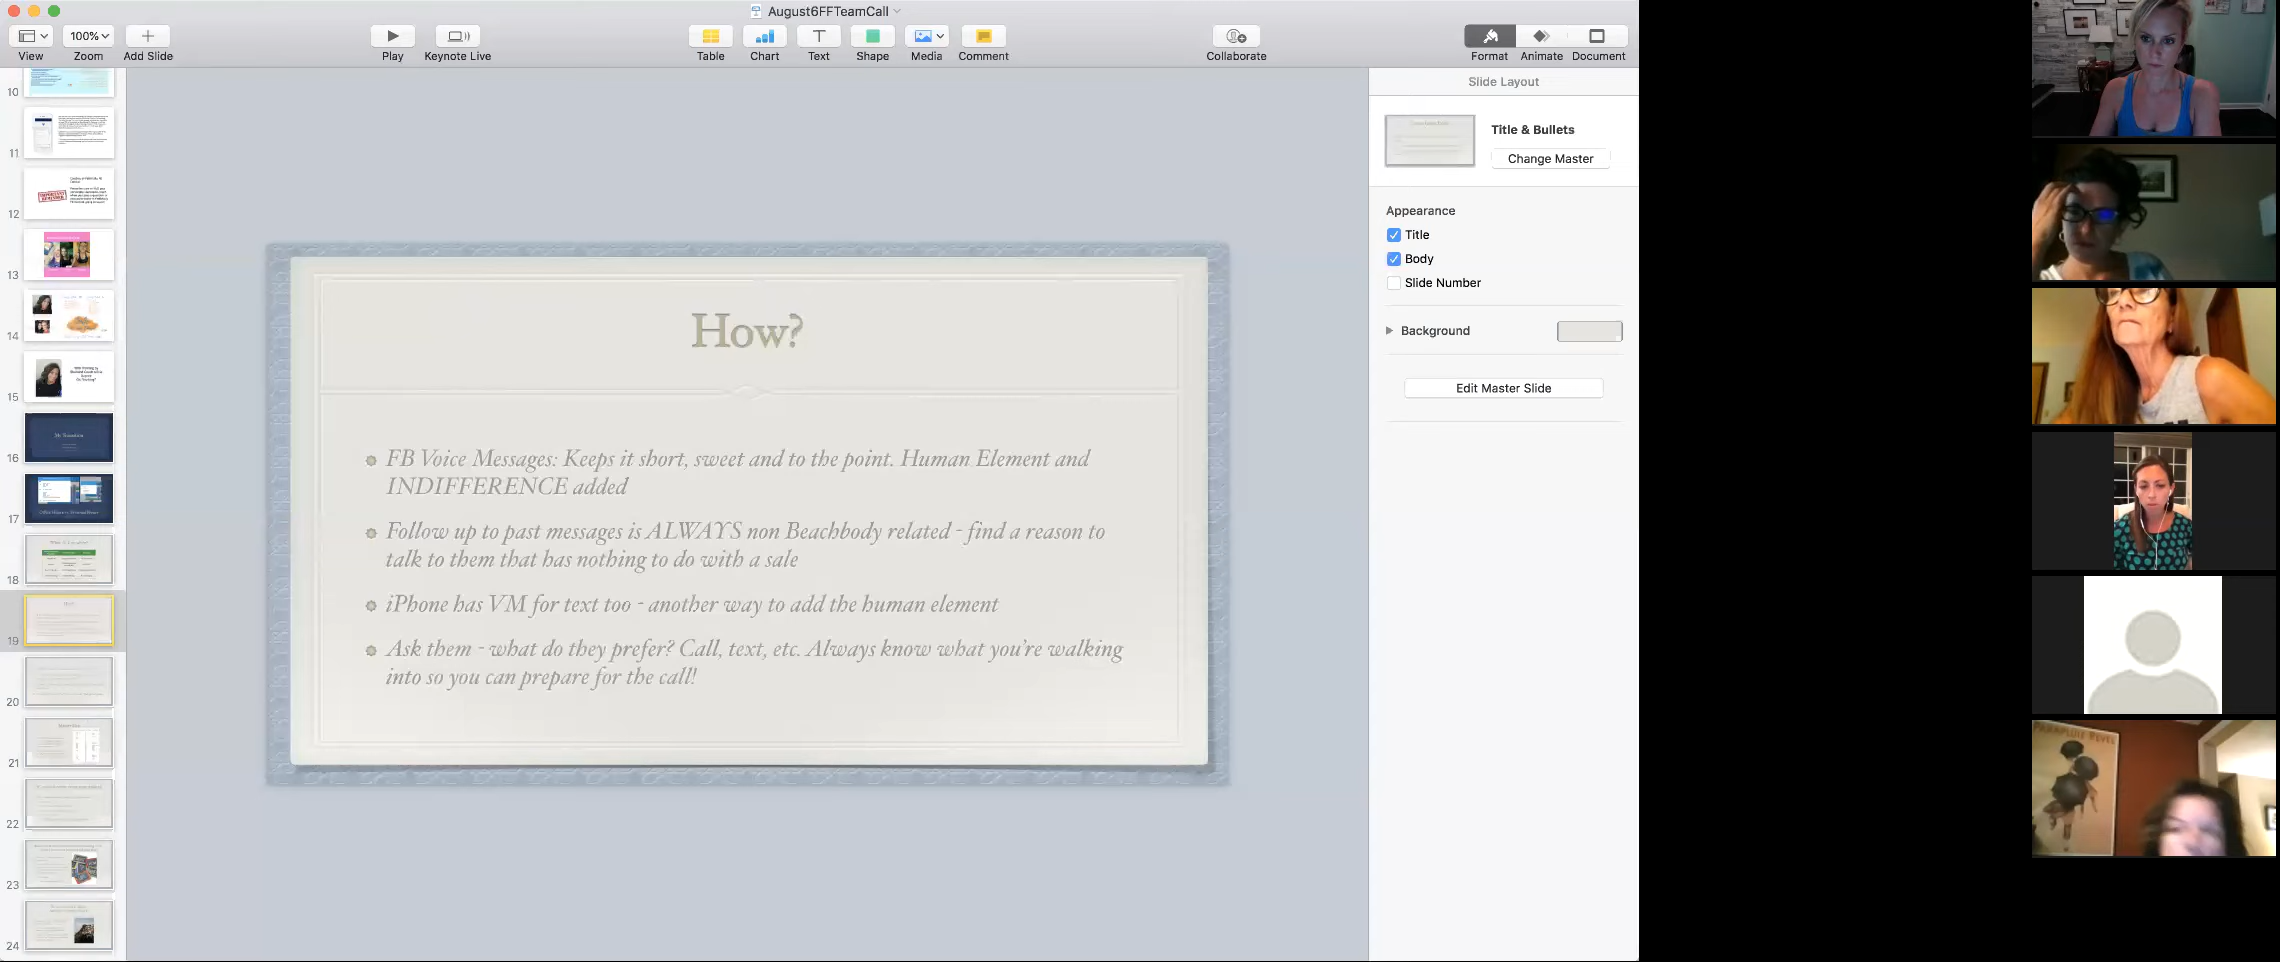 August6FFTeamCall
100%
View
Zoom
Add Slide
Play
Keynote Live
Table
Chart
Text
Shape
Media
Comment
Collaborate
Format
Animate
Document
Slide Layout
Title & Bullets
Change Master
Appearance
Title
Body
Slide Number
Background
Edit Master Slide
10
11
12
13
14
15
16
17
18
19
20
21
22
23
24
How?
FB Voice Messages: Keeps it short, sweet and to the point. Human Element and
INDIFFERENCE added
Follow up to past messages is ALWAYS non Beachbody related - find a reason to
talk to them that has nothing to do with a sale
iPhone has VM for text too - another way to add the human element
Ask them - what do they prefer? Call, text, etc. Always know what you're walking
into so you can prepare for the call!